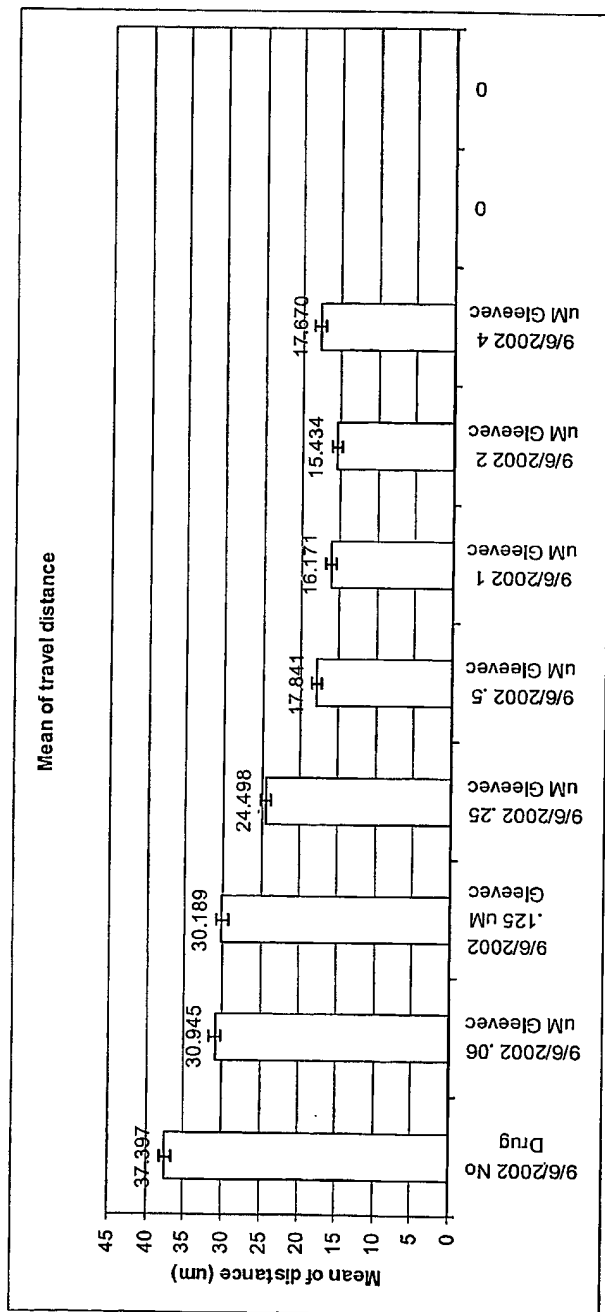 Mean of travel distance
Mean of distance (um)
45
40
35
30
25
20
15
10
5
0
37.397
30.945
30.189
24.498
17.841
16.171
15.434
17.670
9/6/2002 No
Drug
9/6/2002 .06
uM Gleevec
9/6/2002
.125 uM
Gleevec
9/6/2002 .25
uM Gleevec
9/6/2002 .5
uM Gleevec
9/6/2002 1
uM Gleevec
9/6/2002 2
uM Gleevec
9/6/2002 4
uM Gleevec
0
0